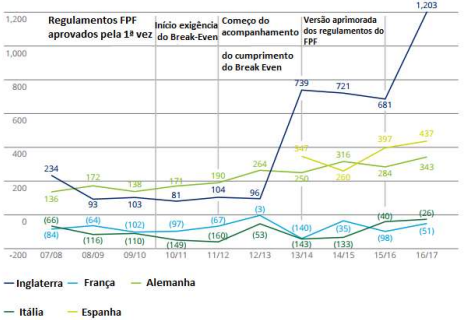 1,200
1,000
800
600
400
200
0
-200
Regulamentos FPF
aprovados pela 1ª vez
Início exigência
do Break-Even
Começo do
acompanhamento
do cumprimento
do Break Even
Versão aprimorada
dos regulamentos do
FPF
1,203
739 721 681
234 93 103 81 104 96
347 260 397 437
136 172 138 171 190 264 250 316 284 343
(66) (116) (110) (149) (160) (53) (143) (133) (40) (26)
(84) (64) (102) (97) (67) (3) (140) (35) (98) (51)
07/08 08/09 09/10 10/11 11/12 12/13 13/14 14/15 15/16 16/17
Inglaterra França Alemanha
Itália Espanha